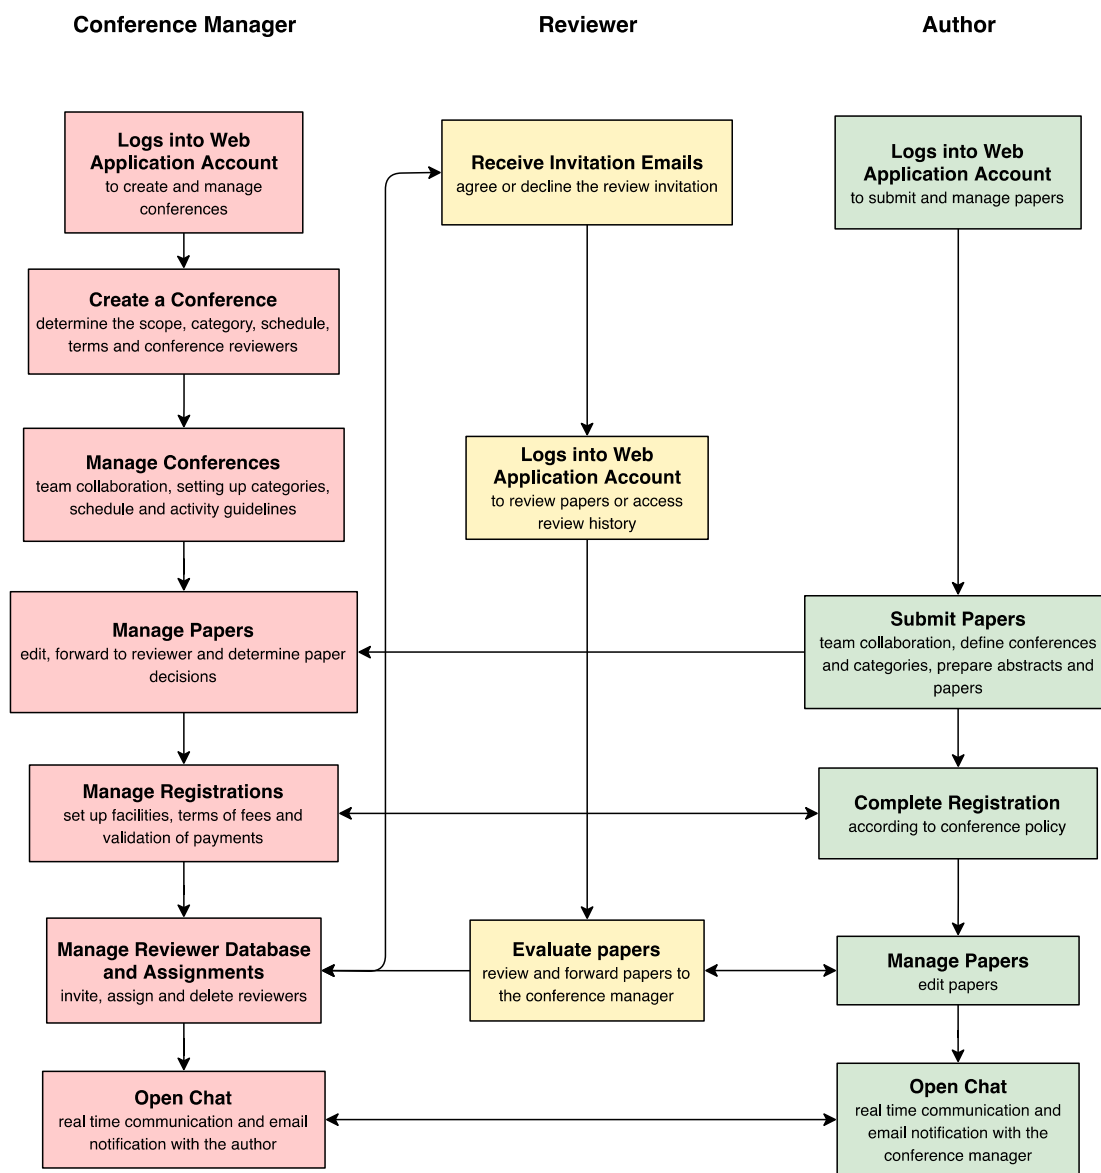 Conference Manager
Reviewer
Author
Logs into Web
Application Account
to create and manage
conferences
Create a Conference
determine the scope, category, schedule,
terms and conference reviewers
Manage Conferences
team collaboration, setting up categories,
schedule and activity guidelines
Manage Papers
edit, forward to reviewer and determine paper
decisions
Manage Registrations
set up facilities, terms of fees and
validation of payments
Manage Reviewer Database
and Assignments
invite, assign and delete reviewers
Open Chat
real time communication and email
notification with the author
Receive Invitation Emails
agree or decline the review invitation
Logs into Web
Application Account
to review papers or access
review history
Evaluate papers
review and forward papers to
the conference manager
Logs into Web
Application Account
to submit and manage papers
Submit Papers
team collaboration, define conferences
and categories, prepare abstracts and
papers
Complete Registration
according to conference policy
Manage Papers
edit papers
Open Chat
real time communication and
email notification with the
conference manager